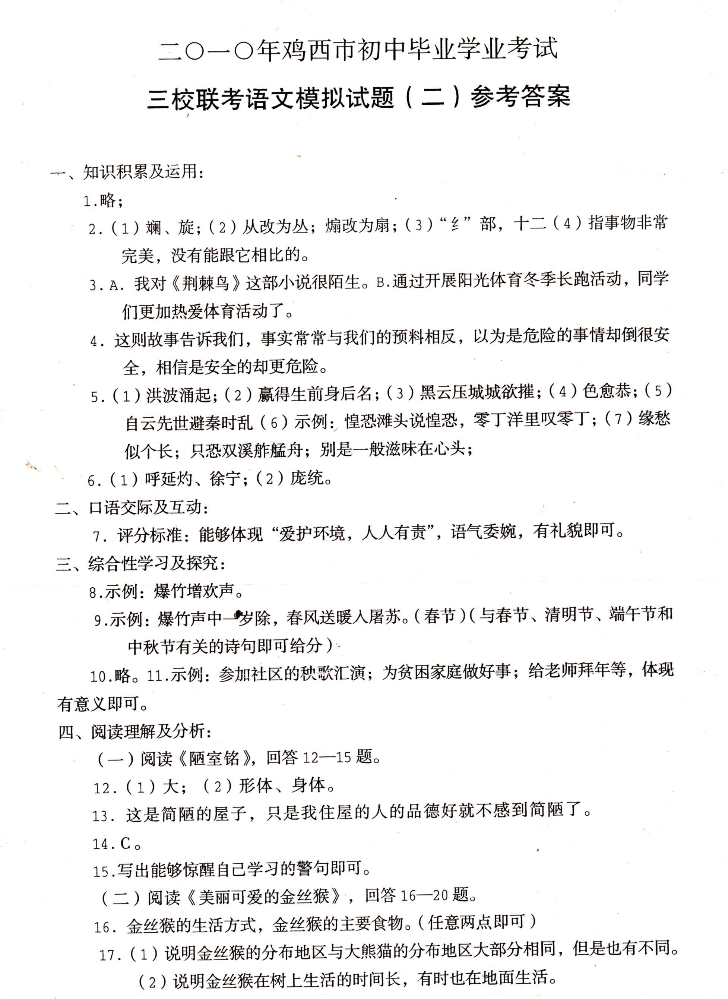 二〇一〇年鸡西市初中毕业学业考试
三校联考语文模拟试题（二）参考答案
一、知识积累及运用：
1.略；
2.（1）斓、旋；（2）从改为丛；煽改为扇；（3）“纟”部，十二（4）指事物非常
完美，没有能跟它相比的。
3.A. 我对《荆棘鸟》这部小说很陌生。B.通过开展阳光体育冬季长跑活动，同学
们更加热爱体育活动了。
4. 这则故事告诉我们，事实常常与我们的预料相反，以为是危险的事情却倒很安
全，相信是安全的却更危险。
5.（1）洪波涌起；（2）赢得生前身后名；（3）黑云压城城欲摧；（4）色愈恭；（5）
自云先世避秦时乱（6）示例：惶恐滩头说惶恐，零丁洋里叹零丁；（7）缘愁
似个长；只恐双溪舴艋舟；别是一般滋味在心头；
6.（1）呼延灼、徐宁；（2）庞统。
二、口语交际及互动：
7. 评分标准：能够体现“爱护环境，人人有责”，语气委婉，有礼貌即可。
三、综合性学习及探究：
8.示例：爆竹增欢声。
9.示例：爆竹声中一岁除，春风送暖入屠苏。（春节）（与春节、清明节、端午节和
中秋节有关的诗句即可给分）
10.略。11.示例：参加社区的秧歌汇演；为贫困家庭做好事；给老师拜年等，体现
有意义即可。
四、阅读理解及分析：
（一）阅读《陋室铭》，回答12—15题。
12.（1）大；（2）形体、身体。
13. 这是简陋的屋子，只是我住屋的人的品德好就不感到简陋了。
14.C。
15.写出能够惊醒自己学习的警句即可。
（二）阅读《美丽可爱的金丝猴》，回答16—20题。
16. 金丝猴的生活方式，金丝猴的主要食物。（任意两点即可）
17.（1）说明金丝猴的分布地区与大熊猫的分布地区大部分相同，但是也有不同。
（2）说明金丝猴在树上生活的时间长，有时也在地面生活。